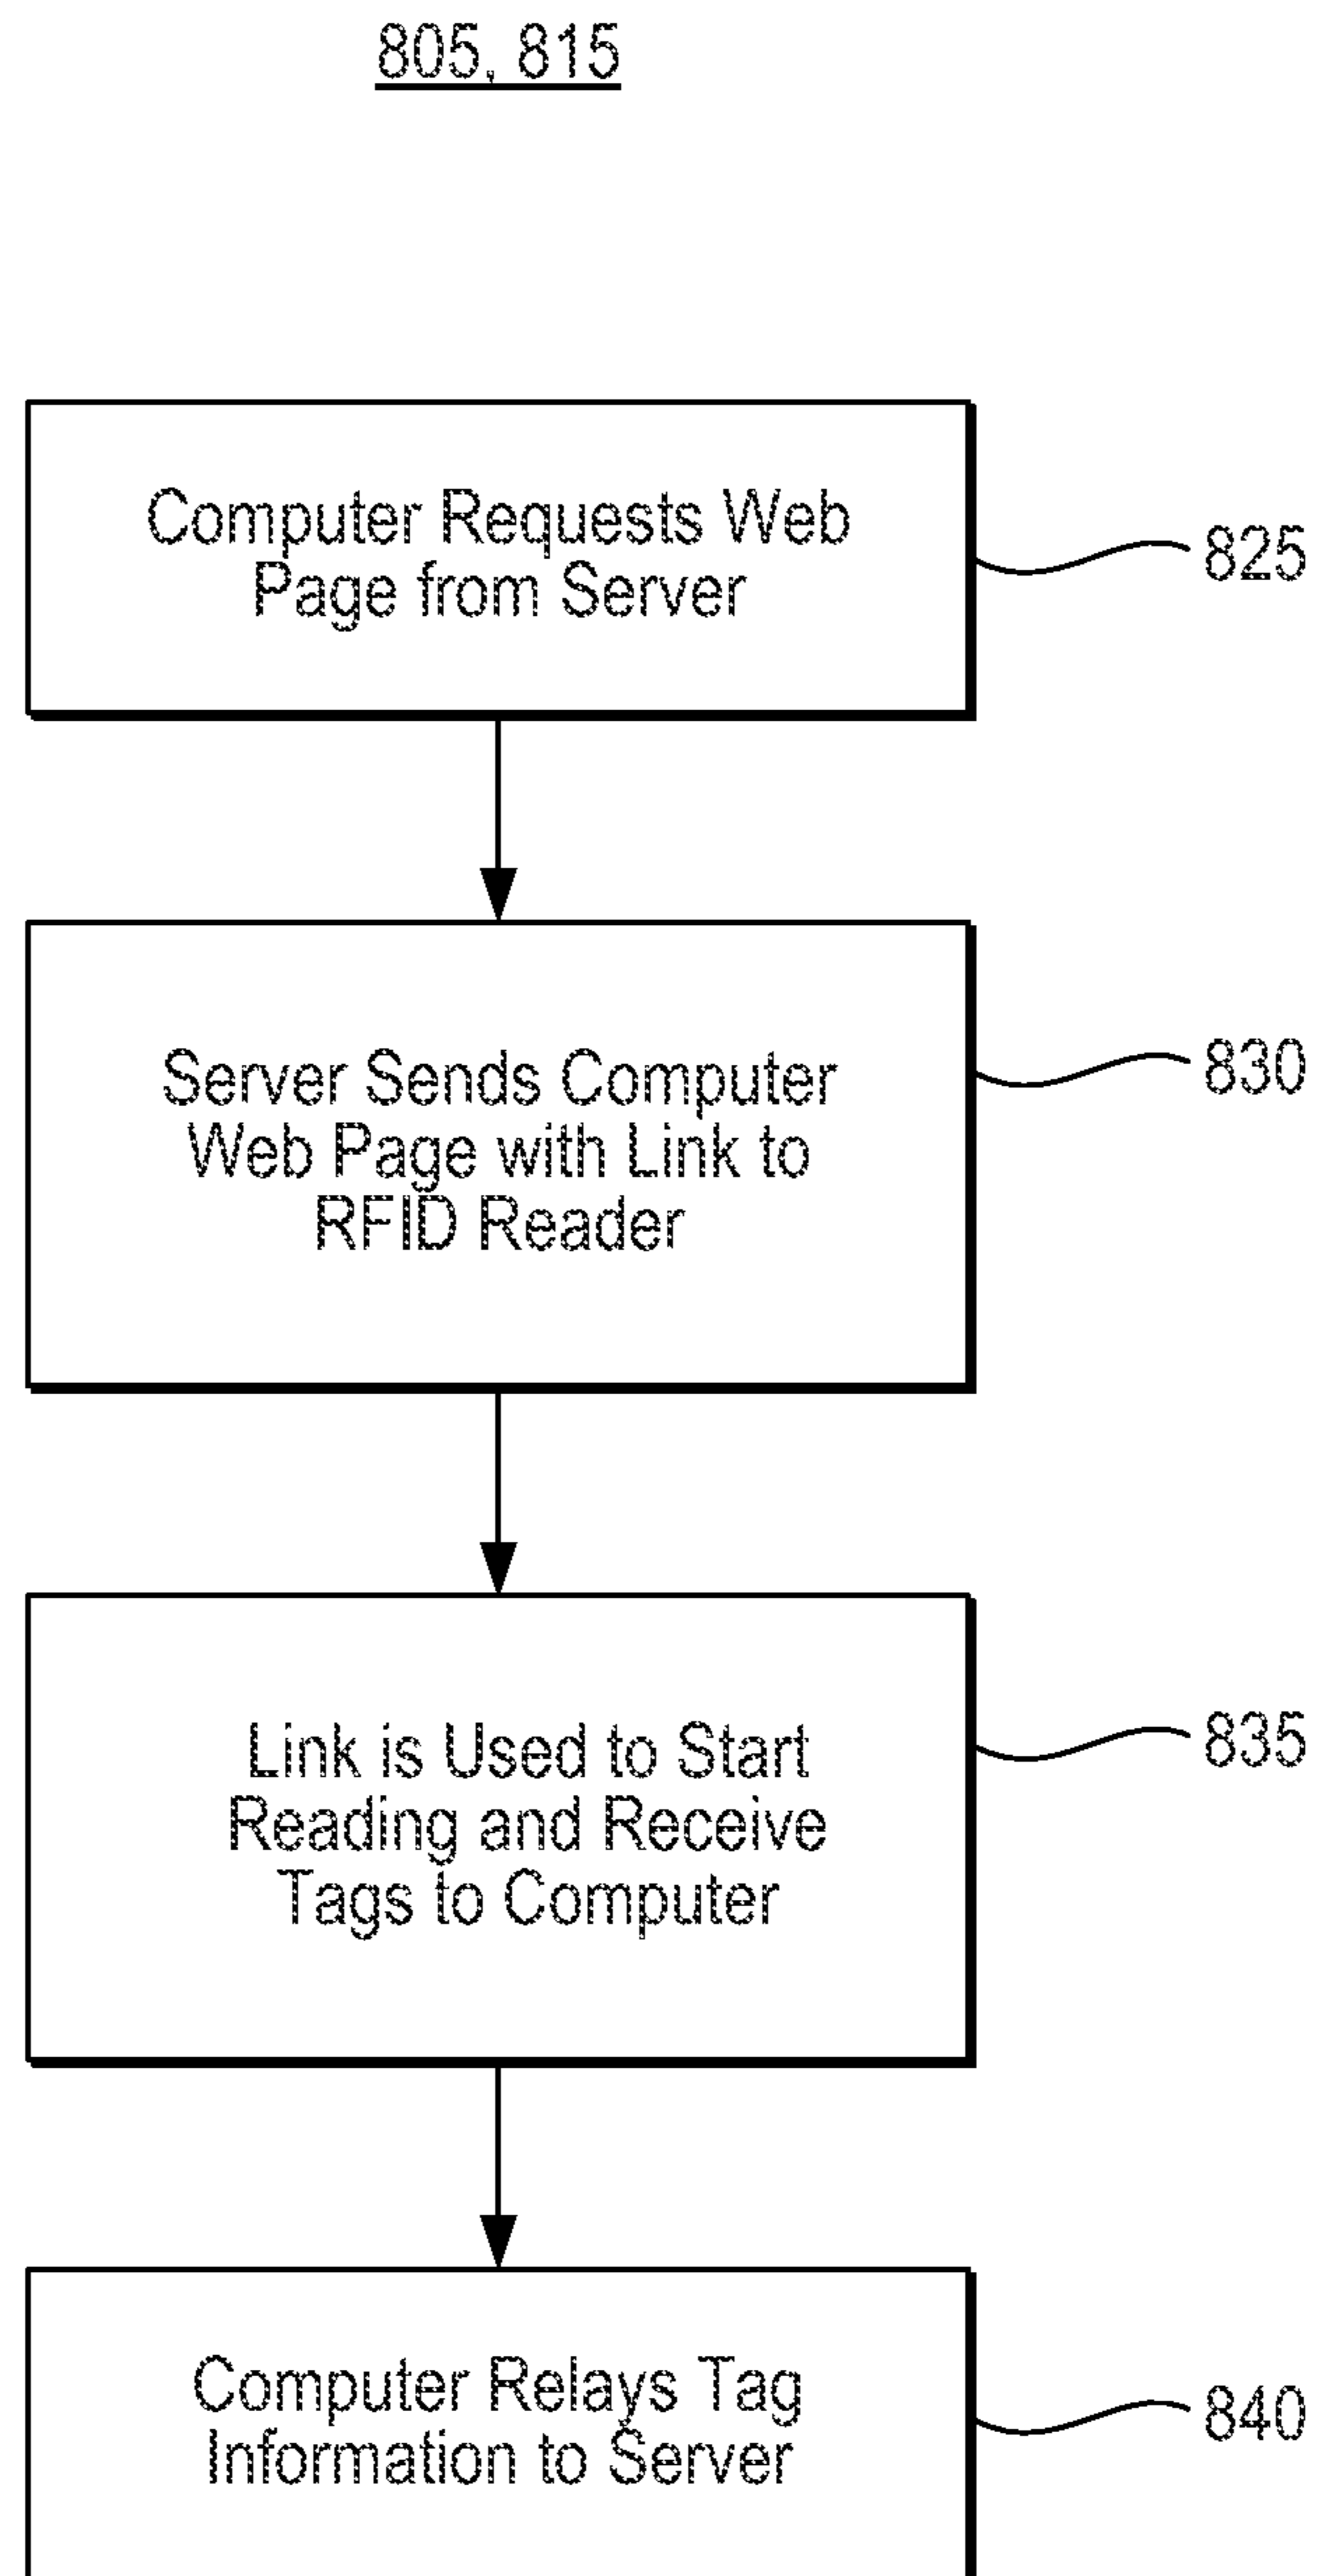 805, 815
Computer Requests Web
Page from Server
825
Server Sends Computer
Web Page with Link to
RFID Reader
830
Link is Used to Start
Reading and Receive
Tags to Computer
835
Computer Relays Tag
Information to Server
840